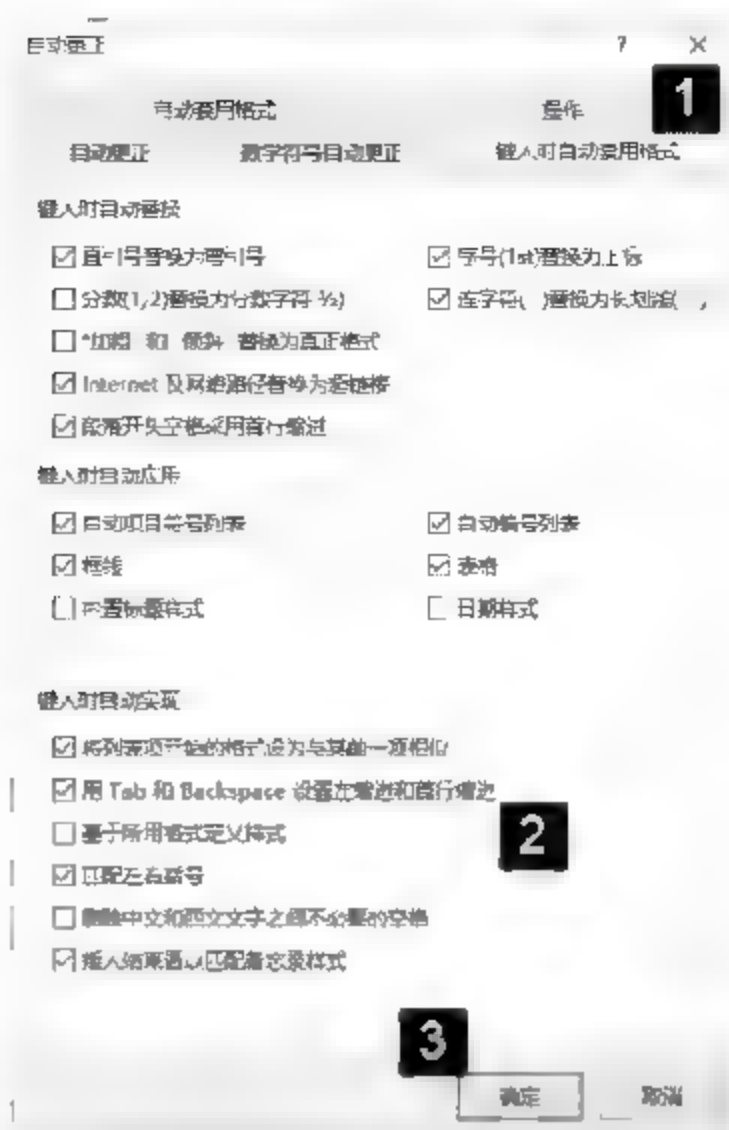 自动更正 ? ×
自动套用格式 操作
1
自动更正 数学符号自动更正 键入时自动套用格式
键入时自动替换
直引号替换为弯引号 序号(1st)替换为上标
分数(1/2)替换为分数字符 ½) 连字符( )替换为长划线( ,
*加粗 和 倾斜 替换为真正格式
Internet 及网络路径替换为超链接
段落开头空格采用首行缩进
键入时自动应用
自动项目符号列表 自动编号列表
框线 表格
内置标题样式 日期样式
键入时自动实现
将列表项开始的格式设为与其前一项相似
用 Tab 和 Backspace 设置左缩进和首行缩进
基于所用格式定义样式
2
匹配左右括号
删除中文和西文文字之间不必要的空格
插入结束语以匹配备忘录样式
3
确定 取消
1